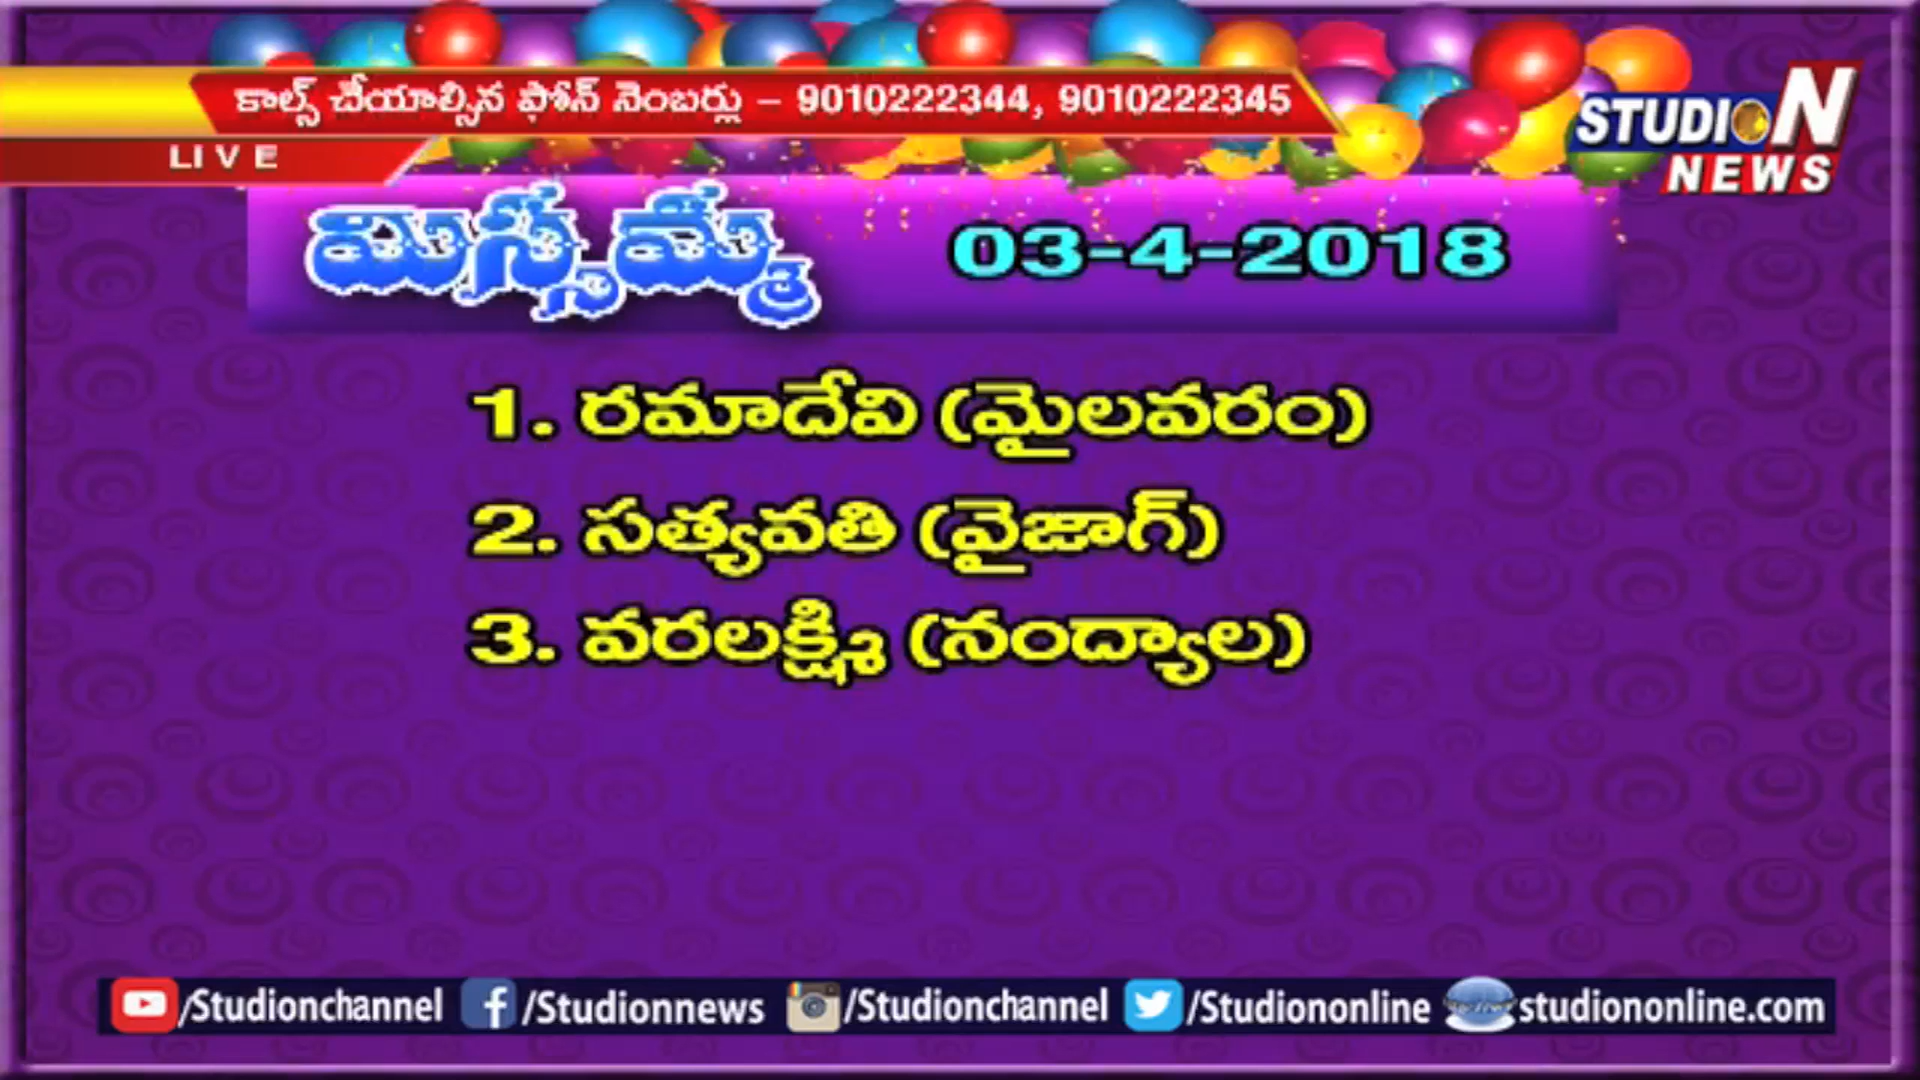 కాల్స్ చేయాల్సిన ఫోన్ నెంబర్లు – 9010222344, 9010222345
LIVE
STUDION
NEWS
మిస్సమ్మ 03-4-2018
1. రమాదేవి (మైలవరం)
2. సత్యవతి (వైజాగ్)
3. వరలక్ష్మి (నంద్యాల)
/Studionchannel /Studionnews /Studionchannel /Studiononline studiononline.com